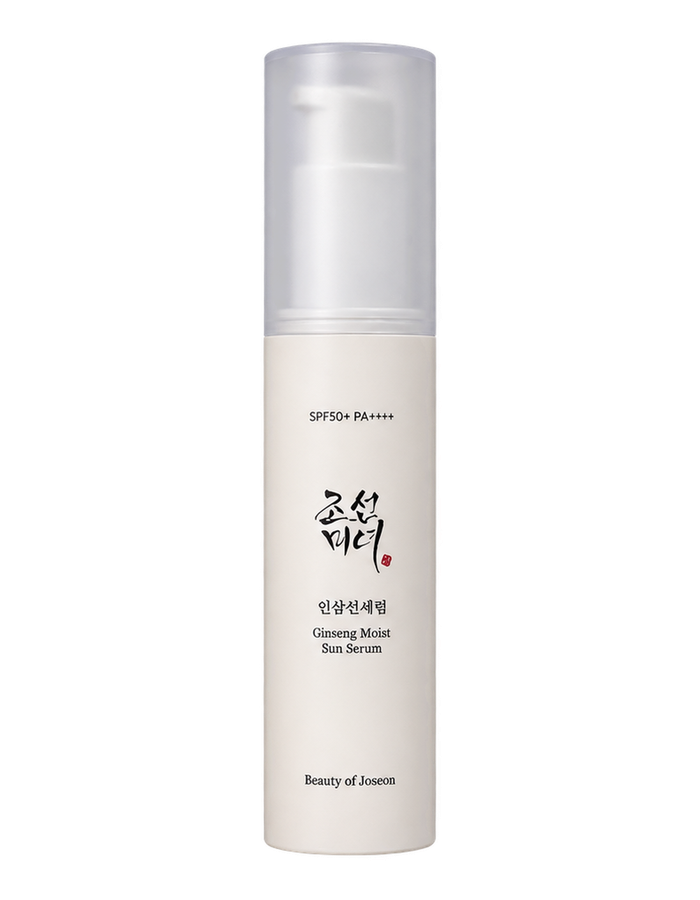 SPF50+ PA++++
조선
미녀
인삼선세럼
Ginseng Moist
Sun Serum
Beauty of Joseon